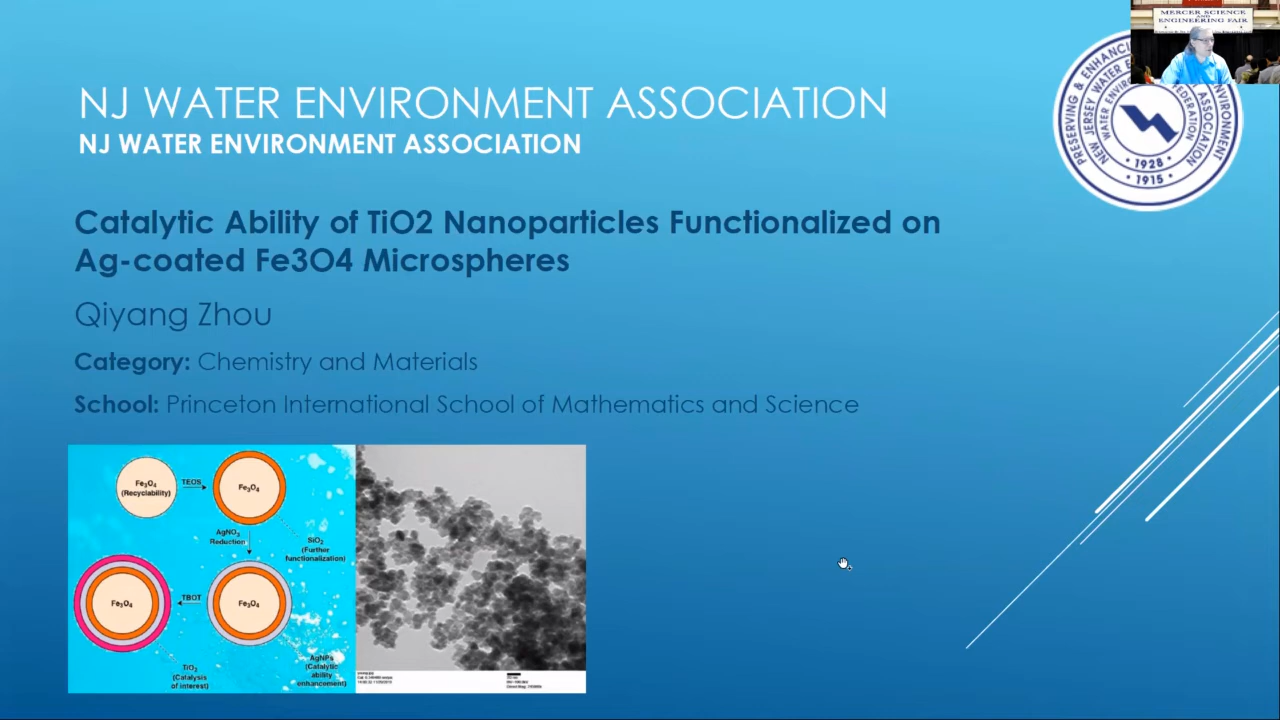 MERCER SCIENCE
AND
ENGINEERING FAIR
NJ WATER ENVIRONMENT ASSOCIATION
NJ WATER ENVIRONMENT ASSOCIATION
PRESERVING & ENHANCING
ENVIRONMENT
NEW JERSEY WATER
ASSOCIATION
WATER
FEDERATION
• 1928 •
• 1915 •
Catalytic Ability of TiO2 Nanoparticles Functionalized on
Ag-coated Fe3O4 Microspheres
Qiyang Zhou
Category: Chemistry and Materials
School: Princeton International School of Mathematics and Science
Fe3O4
(Recyclability)
TEOS
Fe3O4
AgNO3
Reduction
SiO2
(Further
functionalization)
Fe3O4
TBOT
Fe3O4
TiO2
(Catalysis
of interest)
AgNPs
(Catalytic
ability
enhancement)